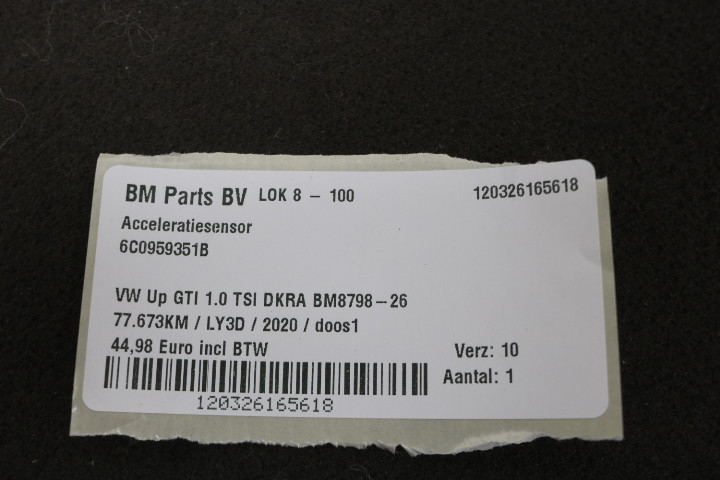 BM Parts BV LOK 8 - 100 120326165618
Acceleratiesensor
6C0959351B
VW Up GTI 1.0 TSI DKRA BM8798-26
77.673KM / LY3D / 2020 / doos1
44,98 Euro incl BTW Verz: 10
Aantal: 1
120326165618